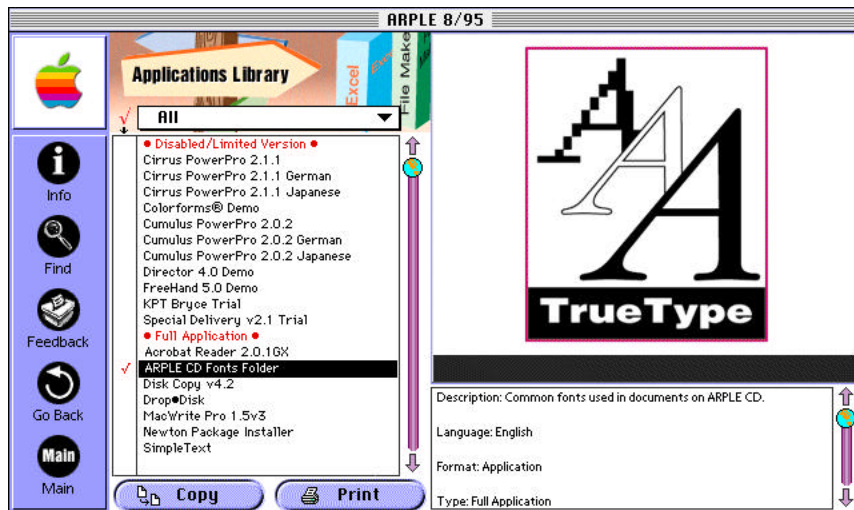 ARPLE 8/95
Applications Library
Excel
Excel
File Make
All
● Disabled/Limited Version ●
Cirrus PowerPro 2.1.1
Cirrus PowerPro 2.1.1 German
Cirrus PowerPro 2.1.1 Japanese
Colorforms® Demo
Cumulus PowerPro 2.0.2
Cumulus PowerPro 2.0.2 German
Cumulus PowerPro 2.0.2 Japanese
Director 4.0 Demo
FreeHand 5.0 Demo
KPT Bryce Trial
Special Delivery v2.1 Trial
● Full Application ●
Acrobat Reader 2.0.1GX
ARPLE CD Fonts Folder
Disk Copy v4.2
Drop●Disk
MacWrite Pro 1.5v3
Newton Package Installer
SimpleText
Info
Find
Feedback
Go Back
Main
Main
Copy
Print
AAA
TrueType
Description: Common fonts used in documents on ARPLE CD.
Language: English
Format: Application
Type: Full Application